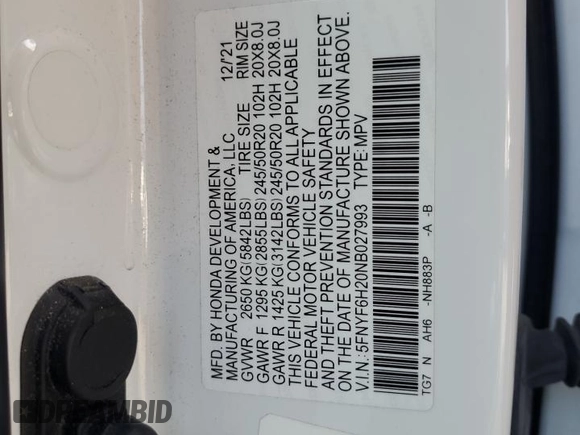 MFD. BY HONDA DEVELOPMENT &
MANUFACTURING OF AMERICA, LLC 12/'21
GVWR 2650 KG(5842LBS) TIRE SIZE RIM SIZE
GAWR F 1295 KG(2855LBS) 245/50R20 102H 20X8.0J
GAWR R 1425 KG(3142LBS) 245/50R20 102H 20X8.0J
THIS VEHICLE CONFORMS TO ALL APPLICABLE
FEDERAL MOTOR VEHICLE SAFETY
AND THEFT PREVENTION STANDARDS IN EFFECT
ON THE DATE OF MANUFACTURE SHOWN ABOVE.
V.I.N.:5FNYF6H20NB027993 TYPE:MPV
TG7 N AH6 -NH883P -A -B
DREAMBID